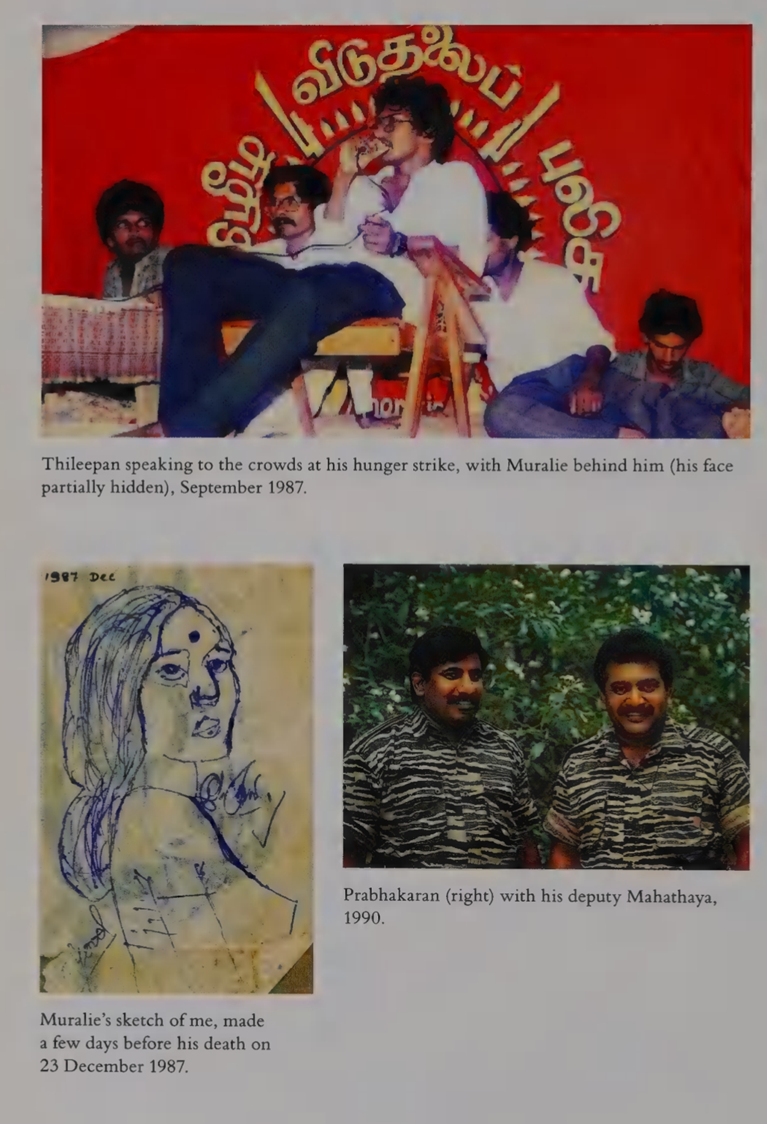 விடுதலைப்
புலிக
Thileepan speaking to the crowds at his hunger strike, with Muralie behind him (his face
partially hidden), September 1987.
1987 Dec
Prabhakaran (right) with his deputy Mahathaya,
1990.
Muralie’s sketch of me, made
a few days before his death on
23 December 1987.